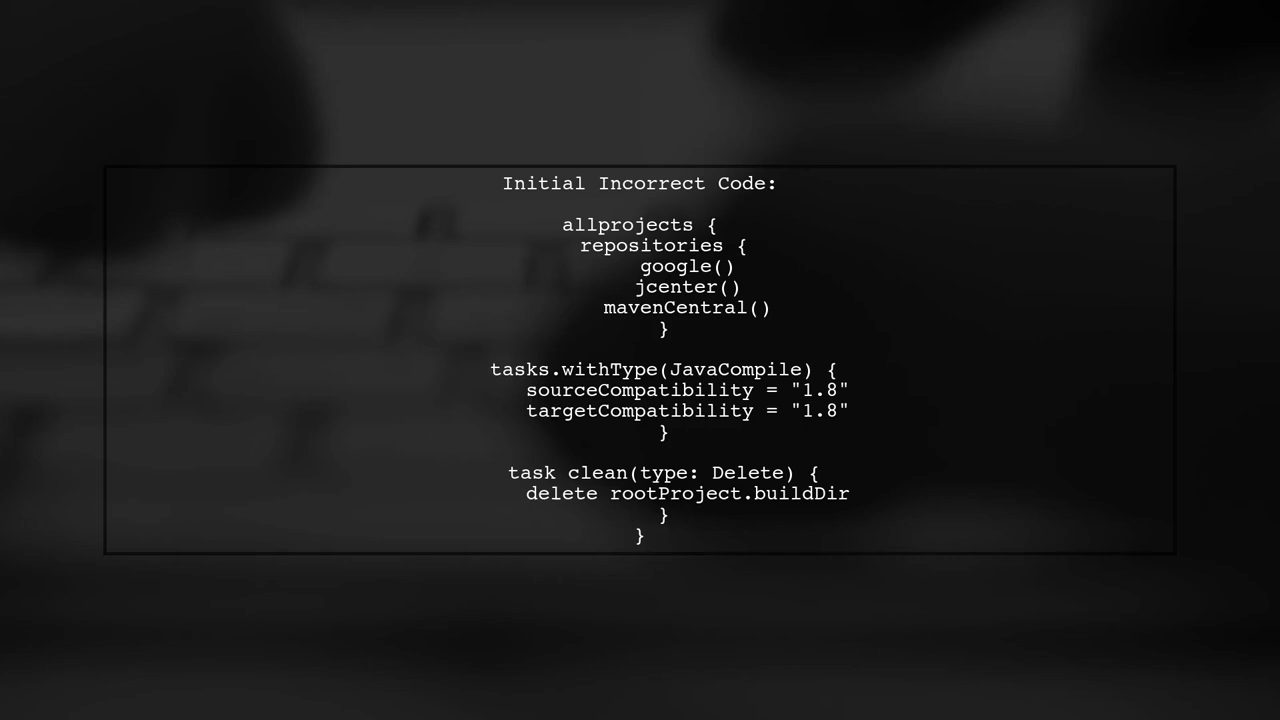 Initial Incorrect Code:
allprojects {
repositories {
google()
jcenter()
mavenCentral()
}
tasks.withType(JavaCompile) {
sourceCompatibility = "1.8"
targetCompatibility = "1.8"
}
task clean(type: Delete) {
delete rootProject.buildDir
}
}